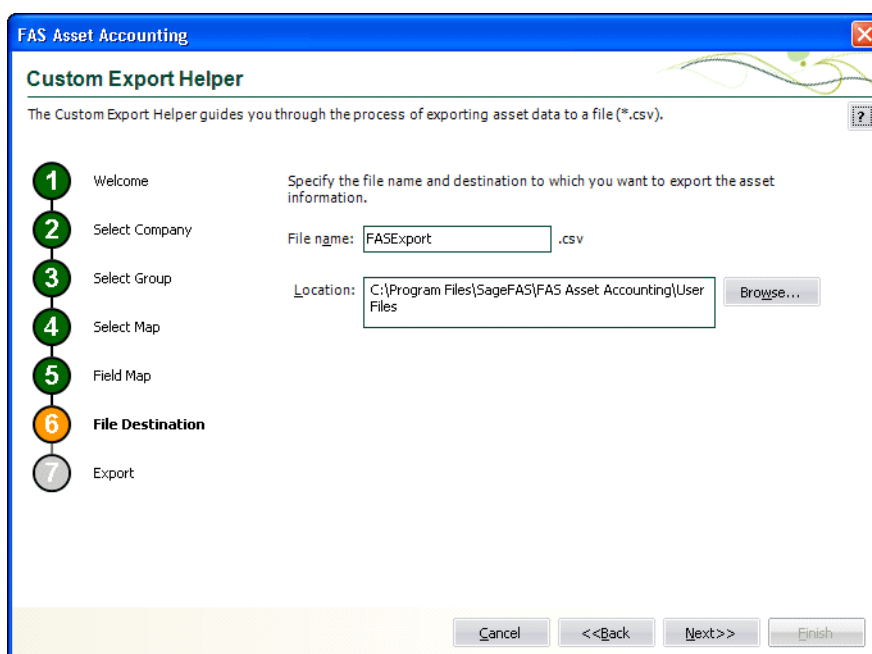 FAS Asset Accounting
Custom Export Helper
The Custom Export Helper guides you through the process of exporting asset data to a file (*.csv).
?
1 Welcome
2 Select Company
3 Select Group
4 Select Map
5 Field Map
6 File Destination
7 Export
Specify the file name and destination to which you want to export the asset
information.
File name: FASExport .csv
Location: C:\Program Files\SageFAS\FAS Asset Accounting\User
Files
Browse...
Cancel <<Back Next>> Finish